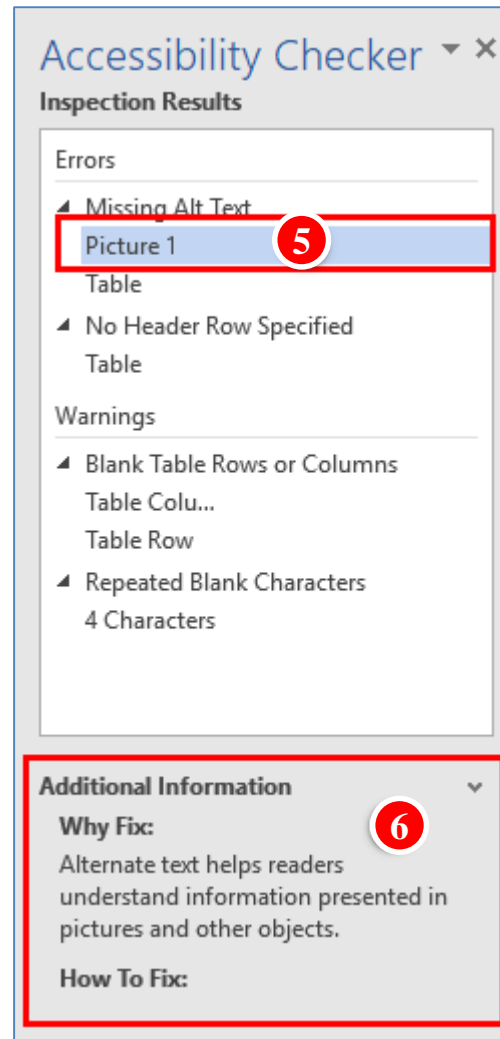 Accessibility Checker
Inspection Results
Errors
Missing Alt Text
Picture 1
5
Table
No Header Row Specified
Table
Warnings
Blank Table Rows or Columns
Table Colu...
Table Row
Repeated Blank Characters
4 Characters
Additional Information
Why Fix:
6
Alternate text helps readers
understand information presented in
pictures and other objects.
How To Fix: